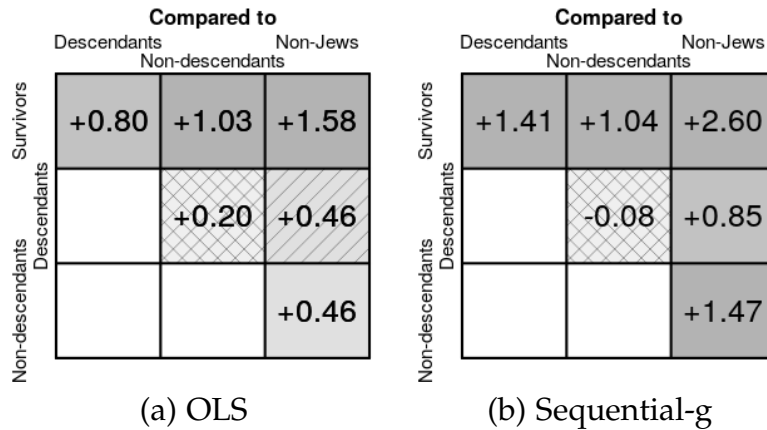 Compared to
Descendants Non-Jews
Non-descendants
Survivors
Descendants
Non-descendants
+0.80 +1.03 +1.58
+0.20 +0.46
+0.46
(a) OLS
Compared to
Descendants Non-Jews
Non-descendants
Survivors
Descendants
Non-descendants
+1.41 +1.04 +2.60
-0.08 +0.85
+1.47
(b) Sequential-g